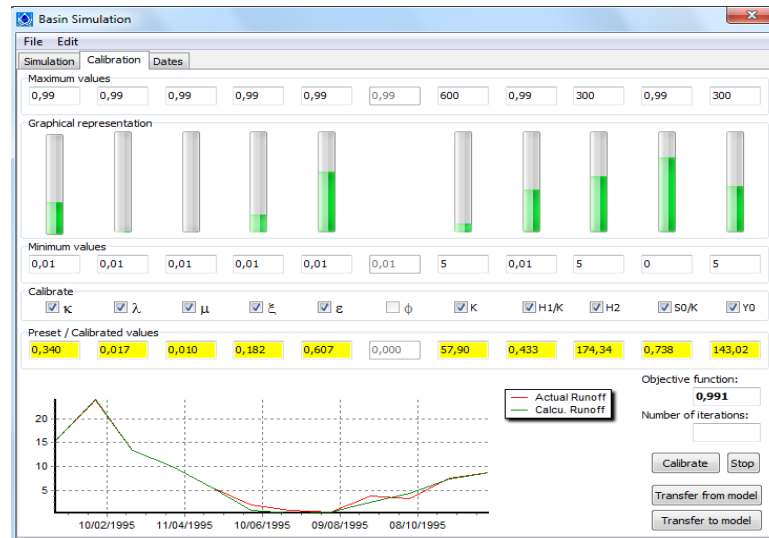 Basin Simulation
File Edit
Simulation Calibration Dates
Maximum values
0,99 0,99 0,99 0,99 0,99 0,99 600 0,99 300 0,99 300
Graphical representation
Minimum values
0,01 0,01 0,01 0,01 0,01 0,01 5 0,01 5 0 5
Calibrate
κ λ μ ξ ε ϕ K H1/K H2 S0/K Y0
Preset / Calibrated values
0,340 0,017 0,010 0,182 0,607 0,000 57,90 0,433 174,34 0,738 143,02
Objective function:
0,991
Number of iterations:
Calibrate Stop
Transfer from model
Transfer to model
Actual Runoff
Calcu. Runoff
20
15
10
5
10/02/1995 11/04/1995 10/06/1995 09/08/1995 08/10/1995